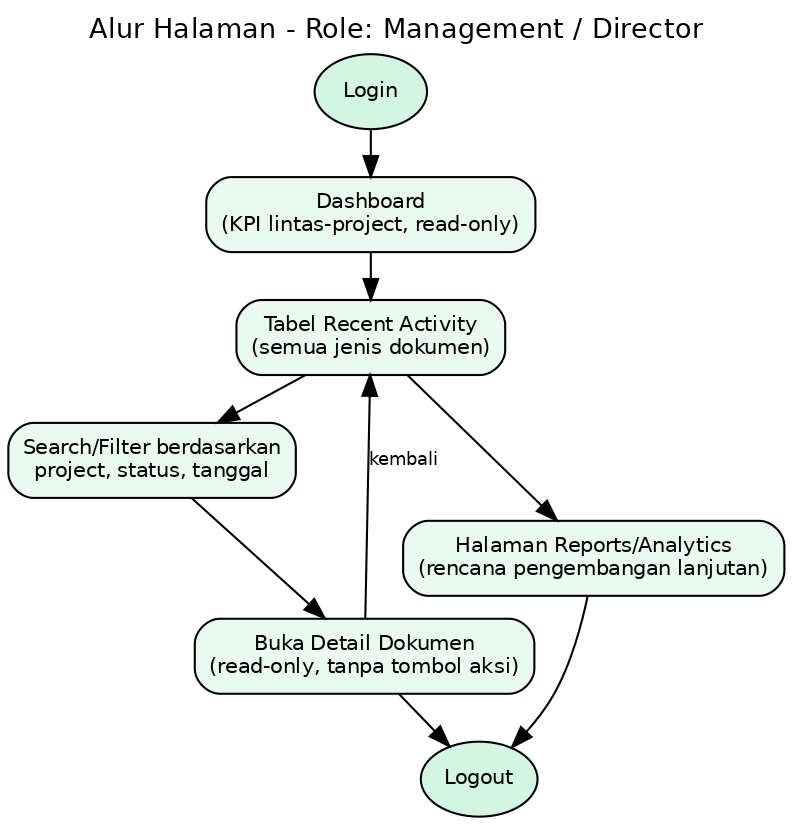 Alur Halaman - Role: Management / Director
Login
Dashboard
(KPI lintas-project, read-only)
Tabel Recent Activity
(semua jenis dokumen)
Search/Filter berdasarkan
project, status, tanggal
kembali
Halaman Reports/Analytics
(rencana pengembangan lanjutan)
Buka Detail Dokumen
(read-only, tanpa tombol aksi)
Logout